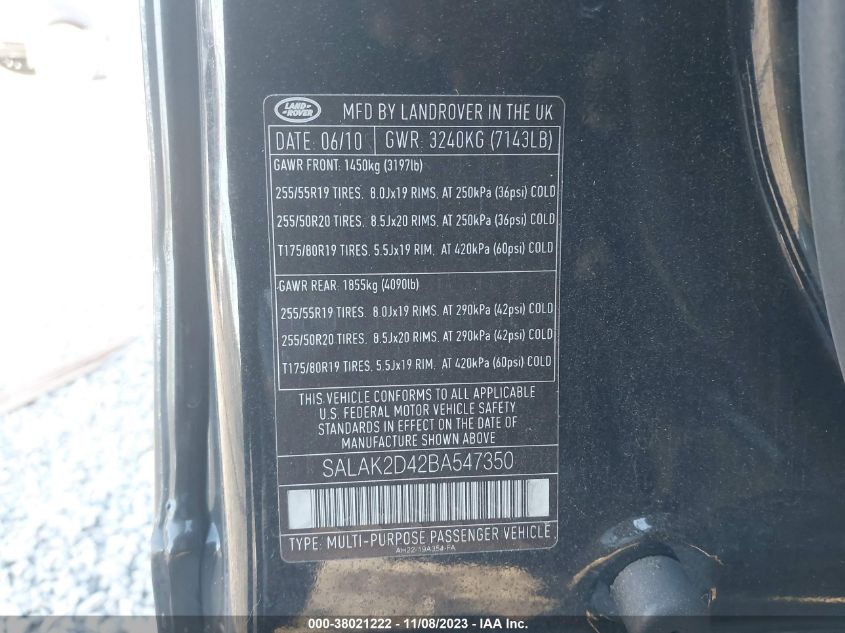 LAND ROVER MFD BY LANDROVER IN THE UK
DATE: 06/10 GWR: 3240KG (7143LB)
GAWR FRONT: 1450kg (3197lb)
255/55R19 TIRES, 8.0Jx19 RIMS, AT 250kPa (36psi) COLD
255/50R20 TIRES, 8.5Jx20 RIMS, AT 250kPa (36psi) COLD
T175/80R19 TIRES, 5.5Jx19 RIM, AT 420kPa (60psi) COLD
GAWR REAR: 1855kg (4090lb)
255/55R19 TIRES, 8.0Jx19 RIMS, AT 290kPa (42psi) COLD
255/50R20 TIRES, 8.5Jx20 RIMS, AT 290kPa (42psi) COLD
T175/80R19 TIRES, 5.5Jx19 RIM, AT 420kPa (60psi) COLD
THIS VEHICLE CONFORMS TO ALL APPLICABLE
U.S. FEDERAL MOTOR VEHICLE SAFETY
STANDARDS IN EFFECT ON THE DATE OF
MANUFACTURE SHOWN ABOVE
SALAK2D42BA547350
TYPE: MULTI-PURPOSE PASSENGER VEHICLE
AH22-19A354-FA
000-38021222 - 11/08/2023 - IAA Inc.